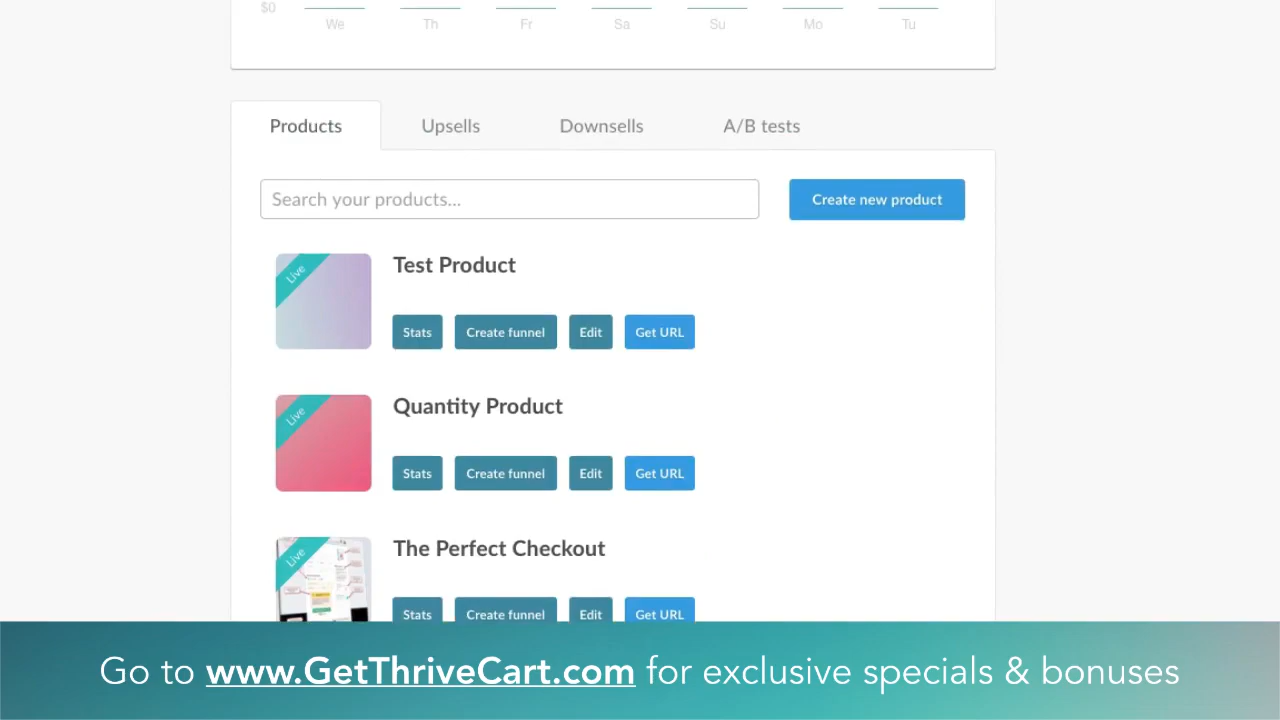 $0
We Th Fr Sa Su Mo Tu
Products Upsells Downsells A/B tests
Search your products...
Create new product
Live
Test Product
Stats Create funnel Edit Get URL
Live
Quantity Product
Stats Create funnel Edit Get URL
Live
The Perfect Checkout
Stats Create funnel Edit Get URL
Go to www.GetThriveCart.com for exclusive specials & bonuses